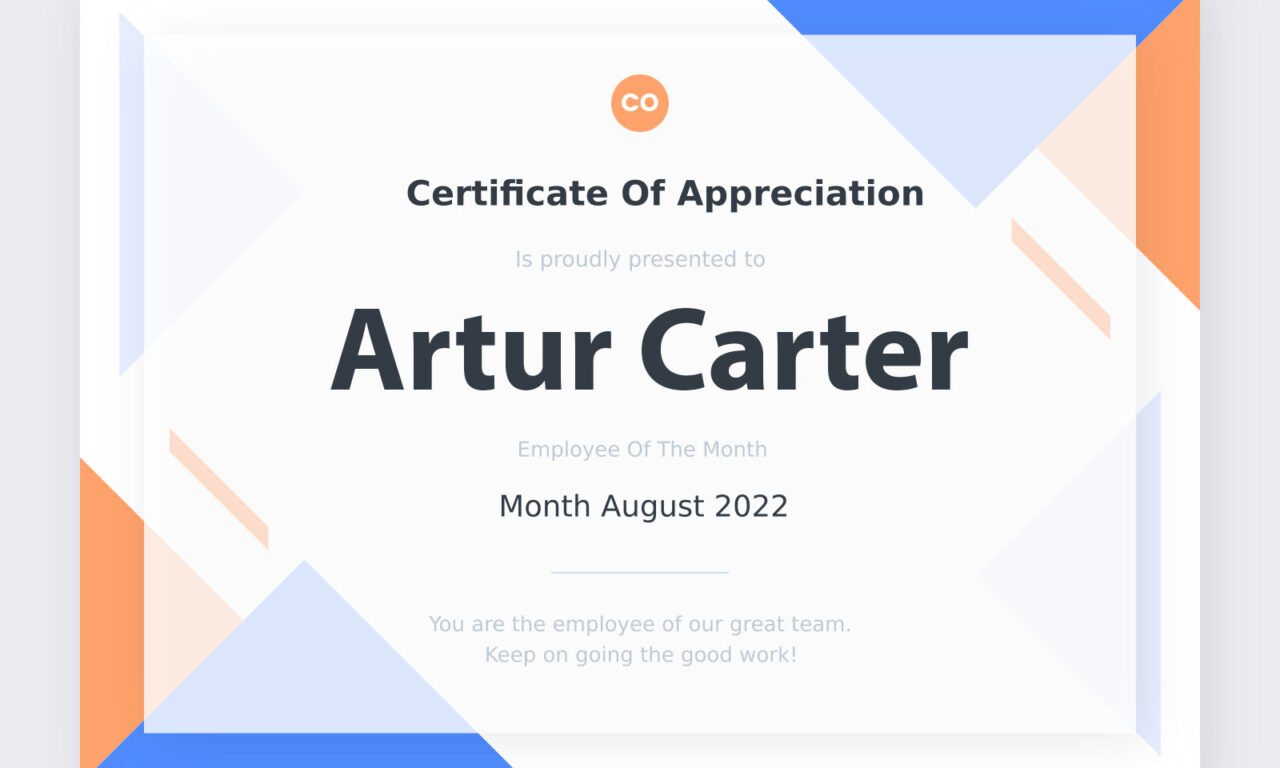 CO
Certificate Of Appreciation
Is proudly presented to
Artur Carter
Employee Of The Month
Month August 2022
You are the employee of our great team.
Keep on going the good work!